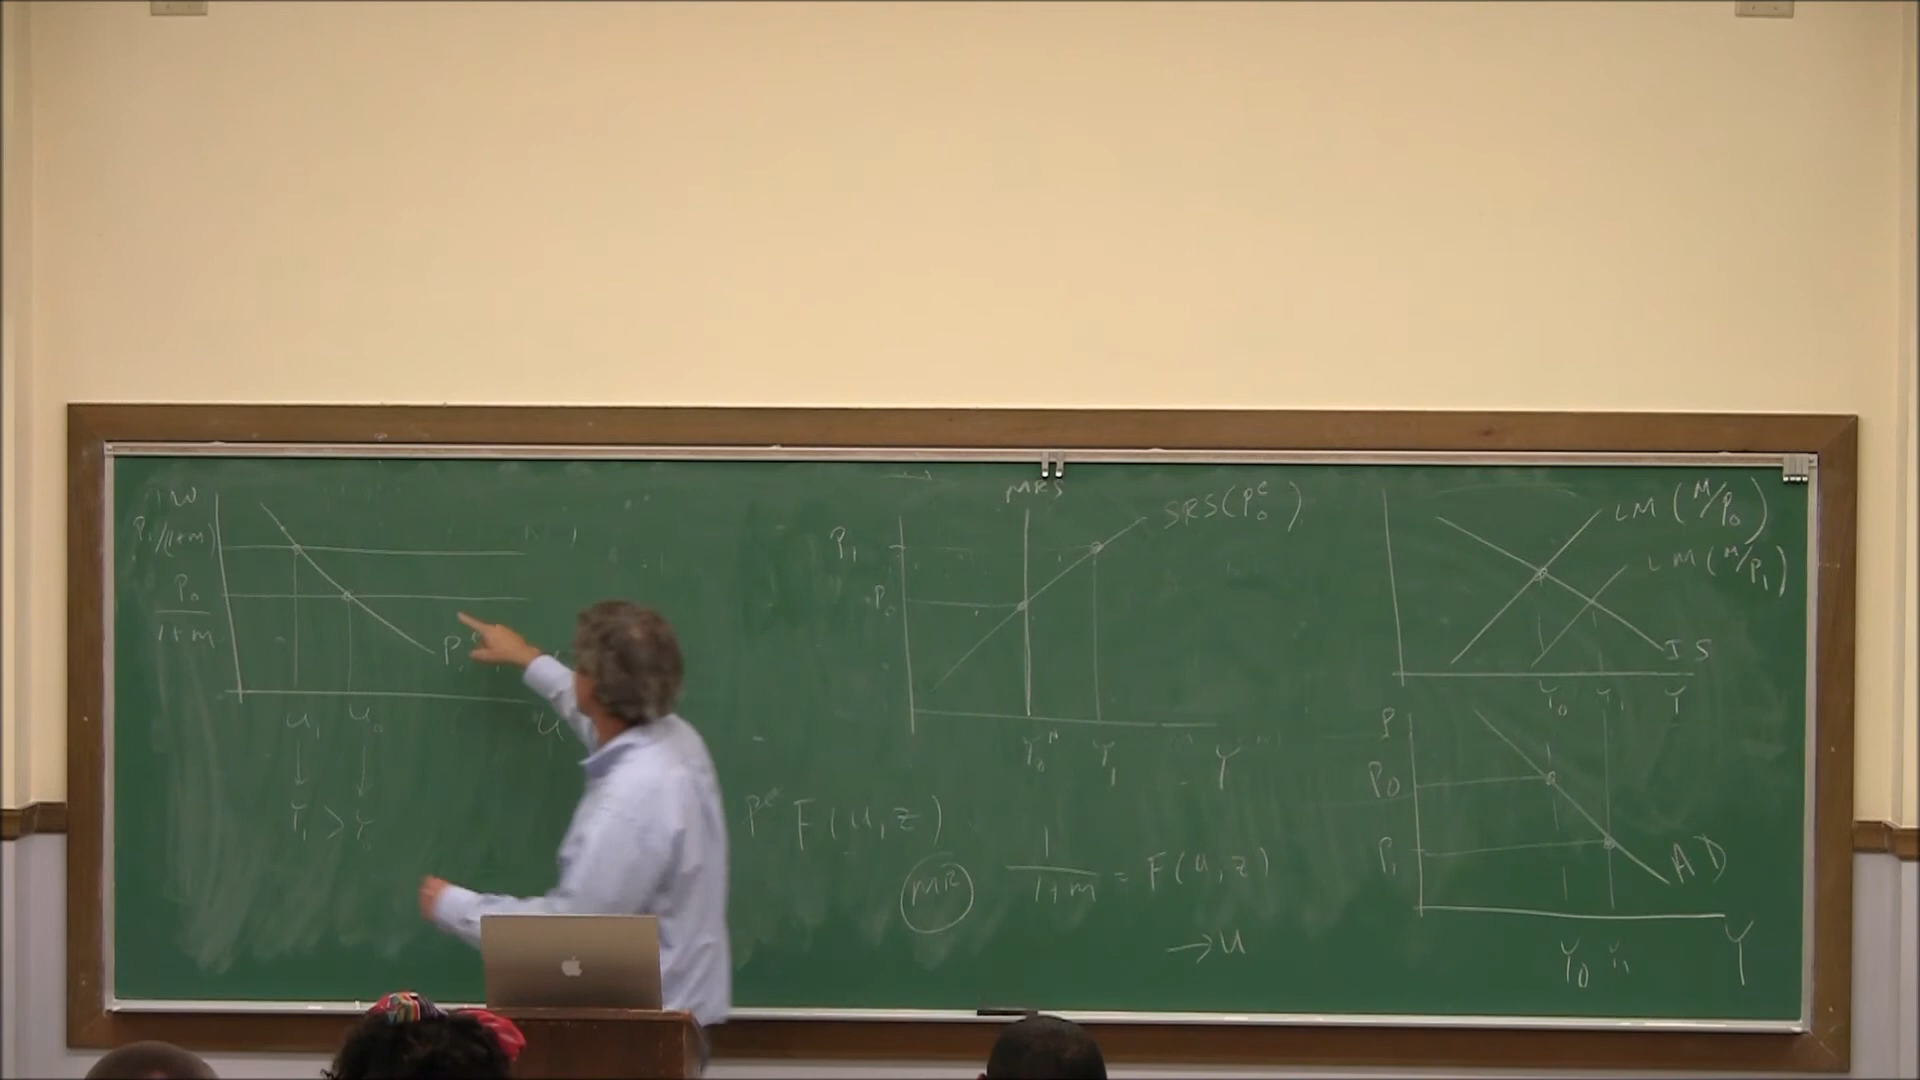 W
P₁/(1+m)
P₀
1+m
u₁ u₀ u
Y₁ > Y₀
MRS
SRS(P₀ᵉ)
P₁
P₀
Y₀ᴺ Y₁ Y
Pᵉ F(u, z)
MR
1
1+m = F(u, z)
→ u
LM (M/P₀)
LM (M/P₁)
IS
Y₀ Y₁ Y
P
P₀
P₁
AD
Y₀ Y₁ Y